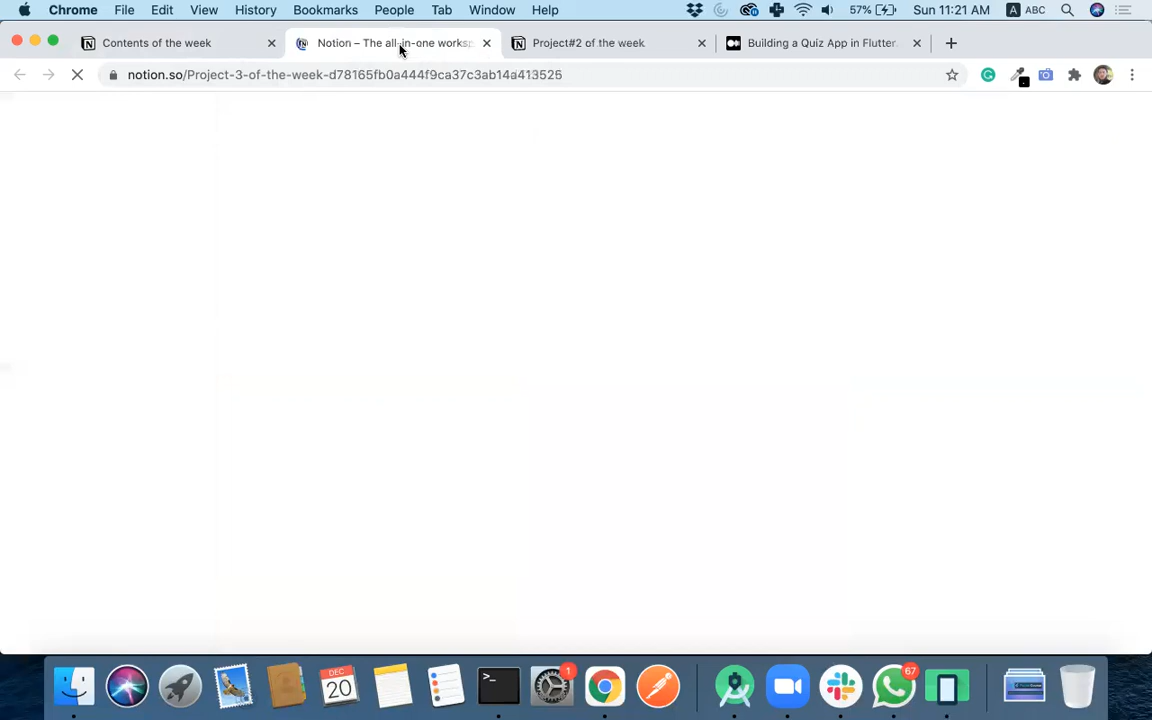 Chrome File Edit View History Bookmarks People Tab Window Help 57% Sun 11:21 AM A ABC
Contents of the week
Notion – The all-in-one worksp
Project#2 of the week
Building a Quiz App in Flutter.
notion.so/Project-3-of-the-week-d78165fb0a444f9ca37c3ab14a413525
DEC
20
>_
1
67